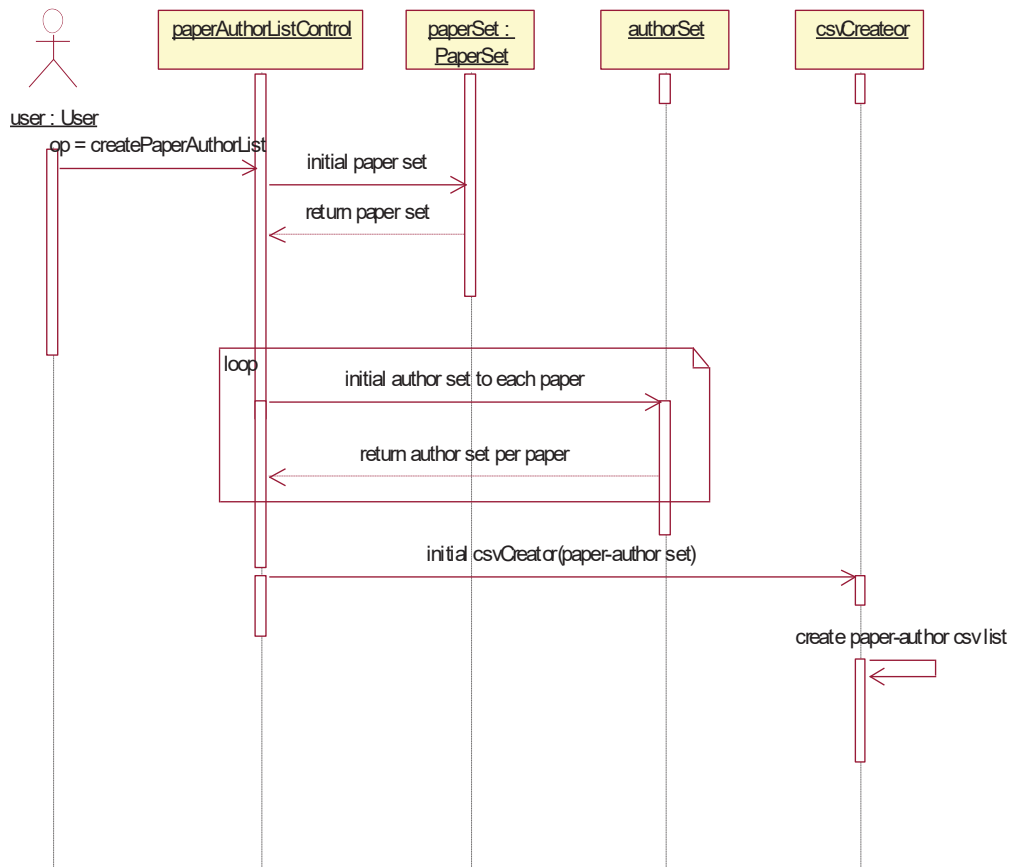 paperAuthorListControl
paperSet :
PaperSet
authorSet
csvCreateor
user : User
op = createPaperAuthorList
initial paper set
return paper set
loop
initial author set to each paper
return author set per paper
initial csvCreator(paper-author set)
create paper-author csv list